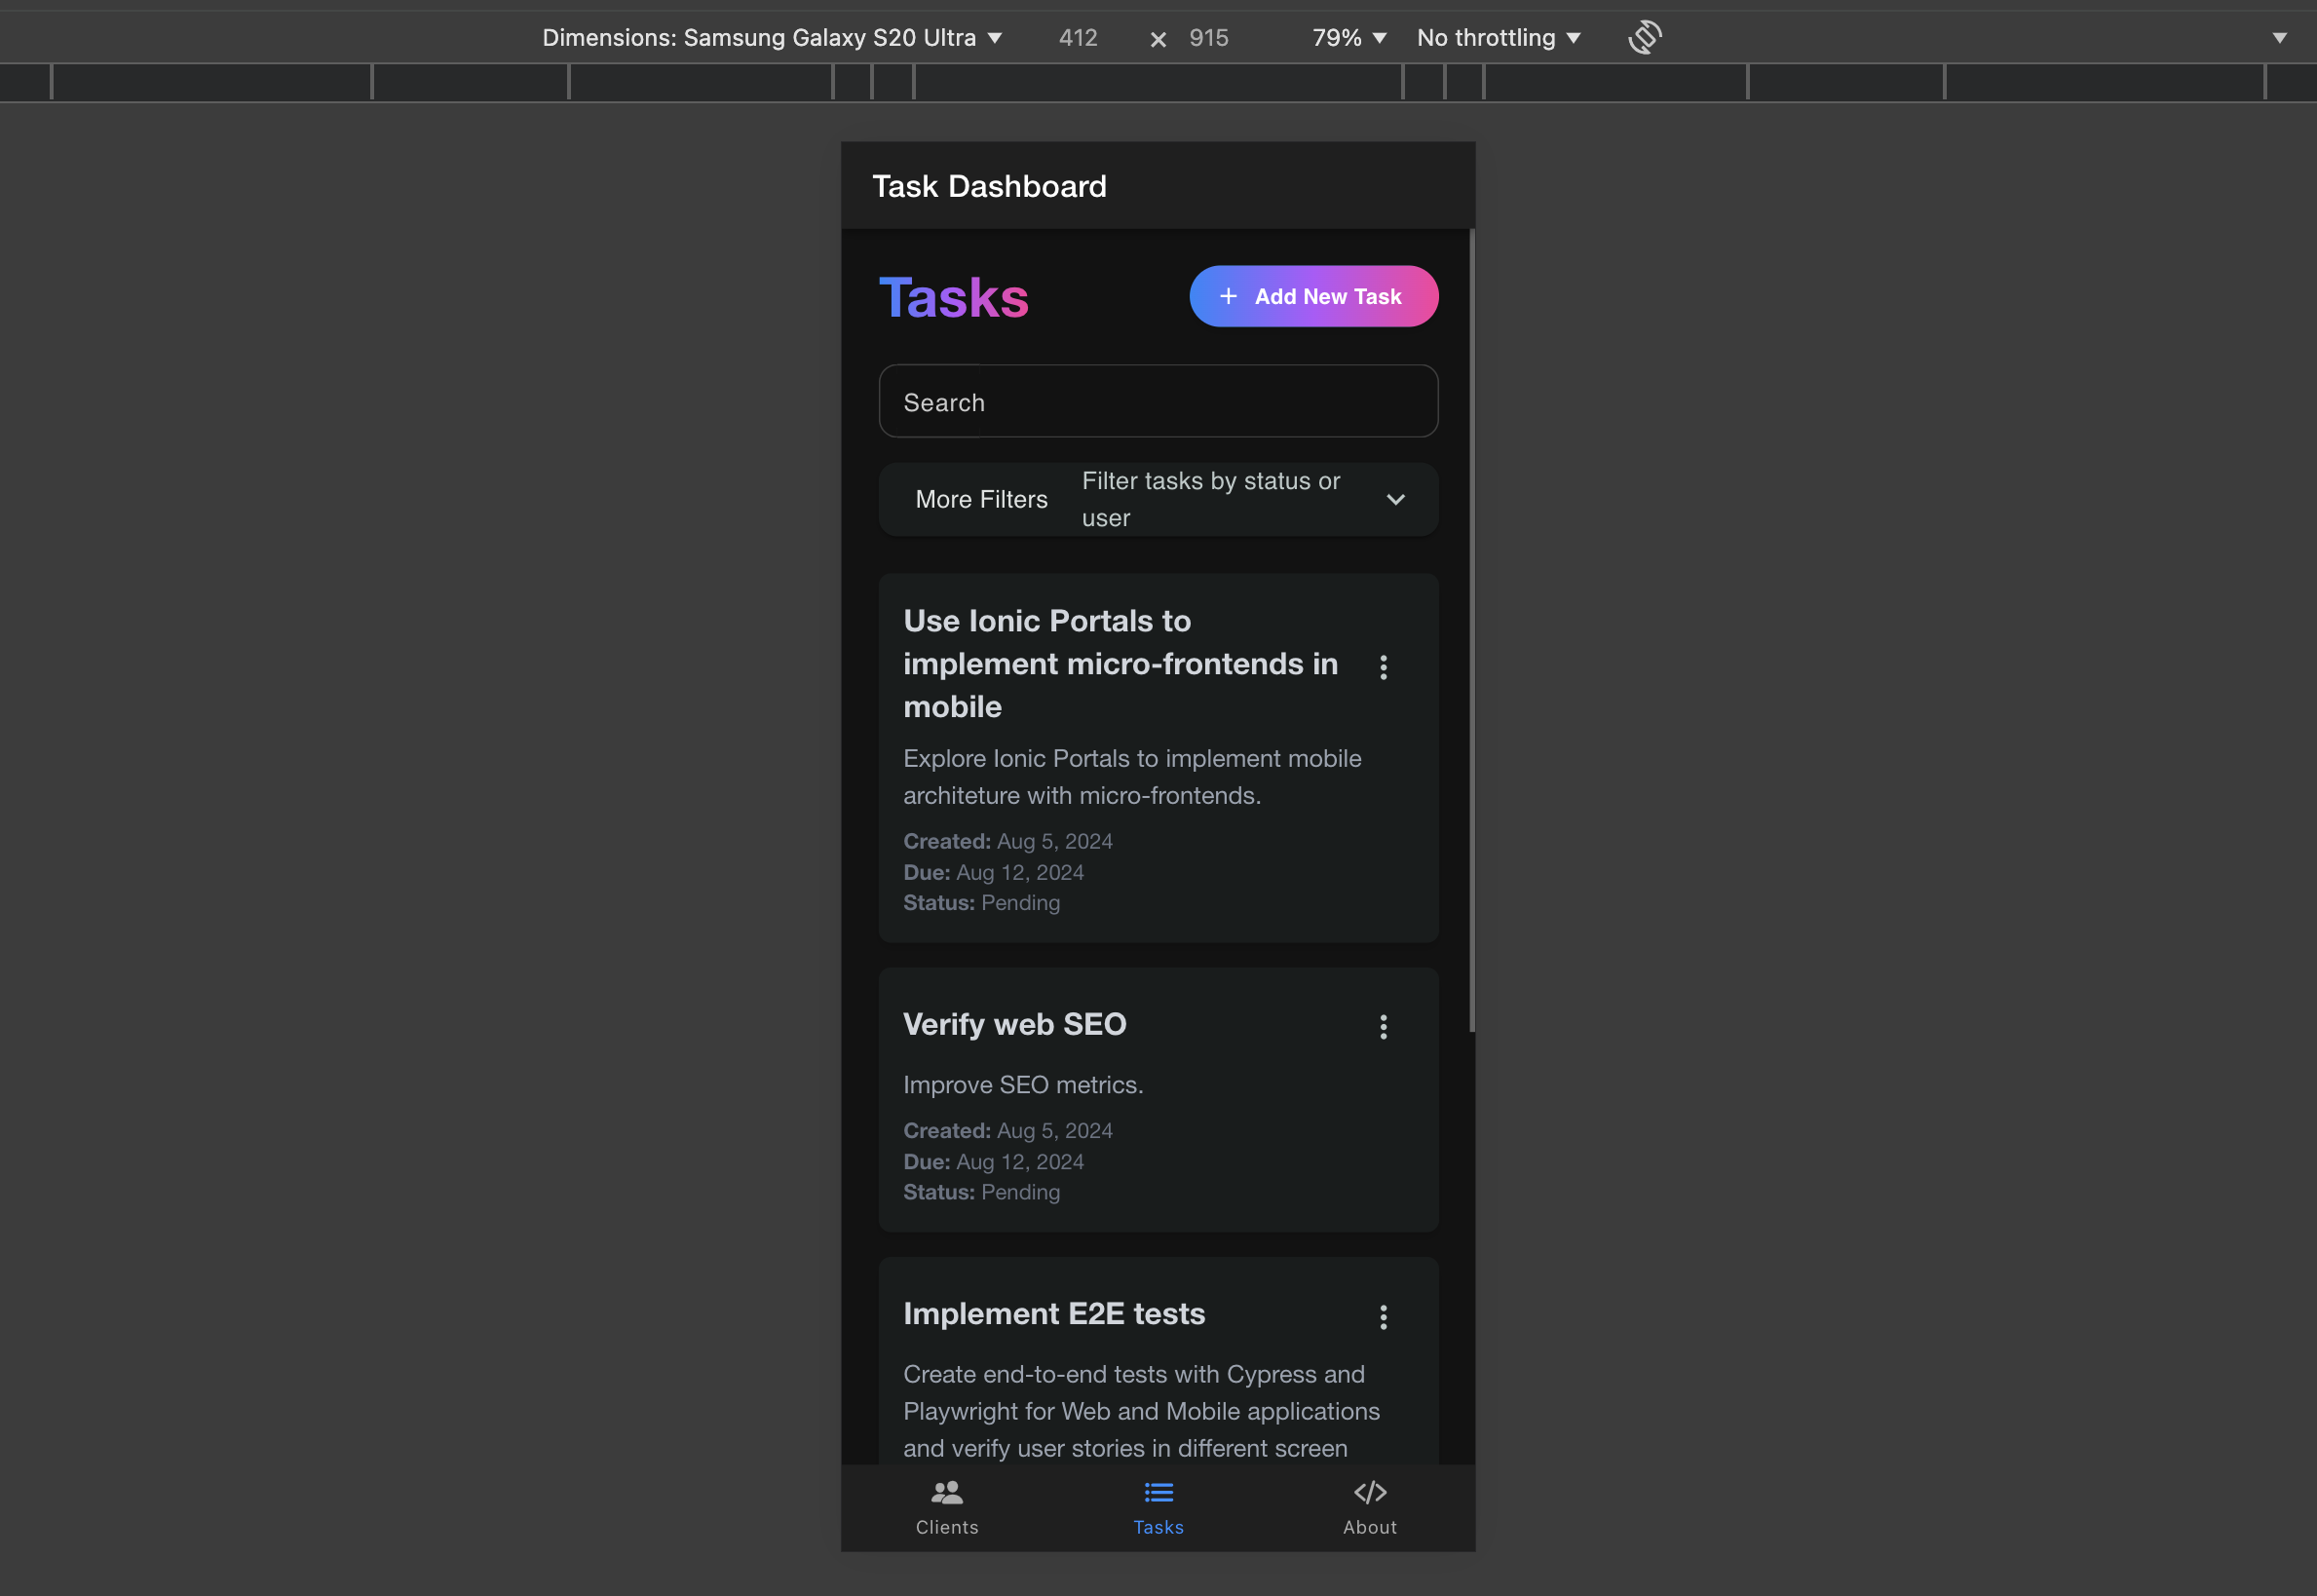 Dimensions: Samsung Galaxy S20 Ultra ▼ 412 × 915 79% ▼ No throttling ▼
Task Dashboard
Tasks
+ Add New Task
Search
More Filters
Filter tasks by status or
user
Use Ionic Portals to
implement micro-frontends in
mobile
Explore Ionic Portals to implement mobile
architeture with micro-frontends.
Created: Aug 5, 2024
Due: Aug 12, 2024
Status: Pending
Verify web SEO
Improve SEO metrics.
Created: Aug 5, 2024
Due: Aug 12, 2024
Status: Pending
Implement E2E tests
Create end-to-end tests with Cypress and
Playwright for Web and Mobile applications
and verify user stories in different screen
Clients
Tasks
About